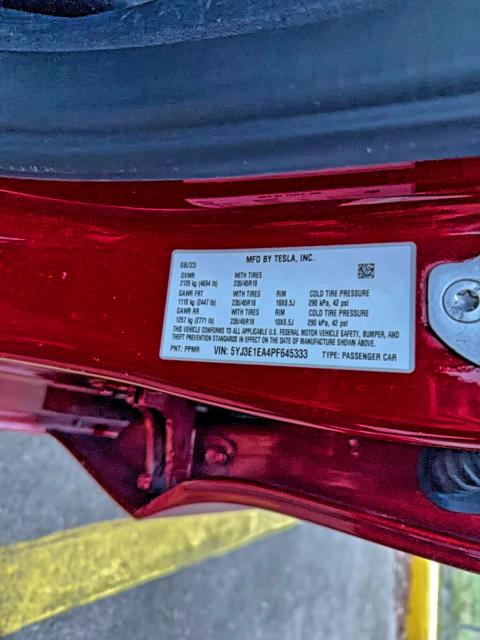 MFD BY TESLA, INC.
08/23
GVWR WITH TIRES
2129 kg (4694 lb) 235/45R18
GAWR FRT WITH TIRES RIM COLD TIRE PRESSURE
1110 kg (2447 lb) 235/45R18 18X8.5J 290 kPa, 42 psi
GAWR RR WITH TIRES RIM COLD TIRE PRESSURE
1257 kg (2771 lb) 235/45R18 18X8.5J 290 kPa, 42 psi
THIS VEHICLE CONFORMS TO ALL APPLICABLE U.S. FEDERAL MOTOR VEHICLE SAFETY, BUMPER, AND
THEFT PREVENTION STANDARDS IN EFFECT ON THE DATE OF MANUFACTURE SHOWN ABOVE.
PNT: PPMR VIN: 5YJ3E1EA4PF645333 TYPE: PASSENGER CAR